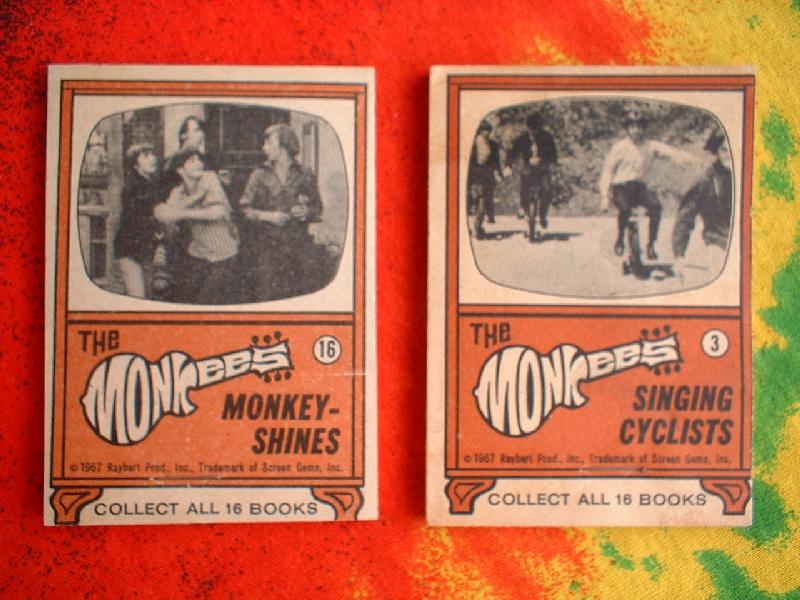 THE
MONKEES
16
MONKEY-
SHINES
© 1967 Raybert Prod., Inc., Trademark of Screen Gems, Inc.
COLLECT ALL 16 BOOKS
THE
MONKEES
3
SINGING
CYCLISTS
© 1967 Raybert Prod., Inc., Trademark of Screen Gems, Inc.
COLLECT ALL 16 BOOKS